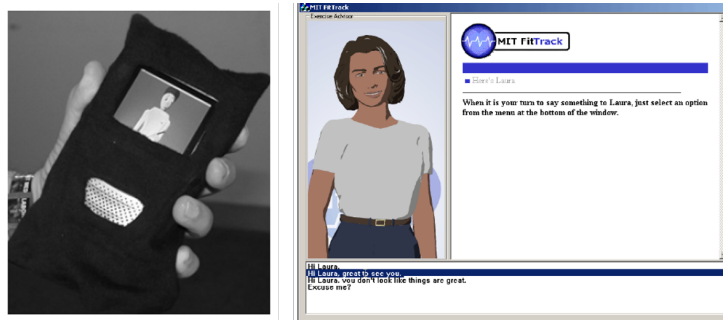 MIT FitTrack
Exercise Advisor
MIT FitTrack
Here's Laura
When it is your turn to say something to Laura, just select an option
from the menu at the bottom of the window.
Hi Laura.
Hi Laura, great to see you.
Hi Laura, you don't look like things are great.
Excuse me?